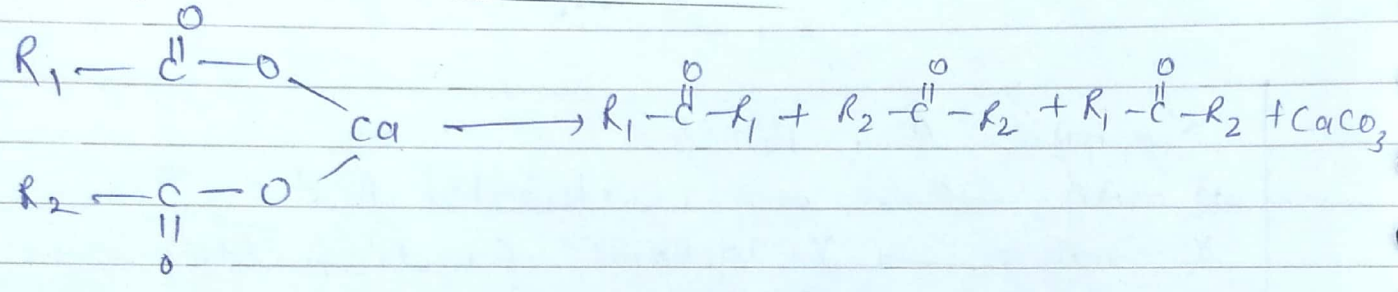 O O O O
R₁ — C — O
Ca ⟶ R₁ – C – R₁ + R₂ – C – R₂ + R₁ – C – R₂ + CaCO₃
R₂ — C — O
O